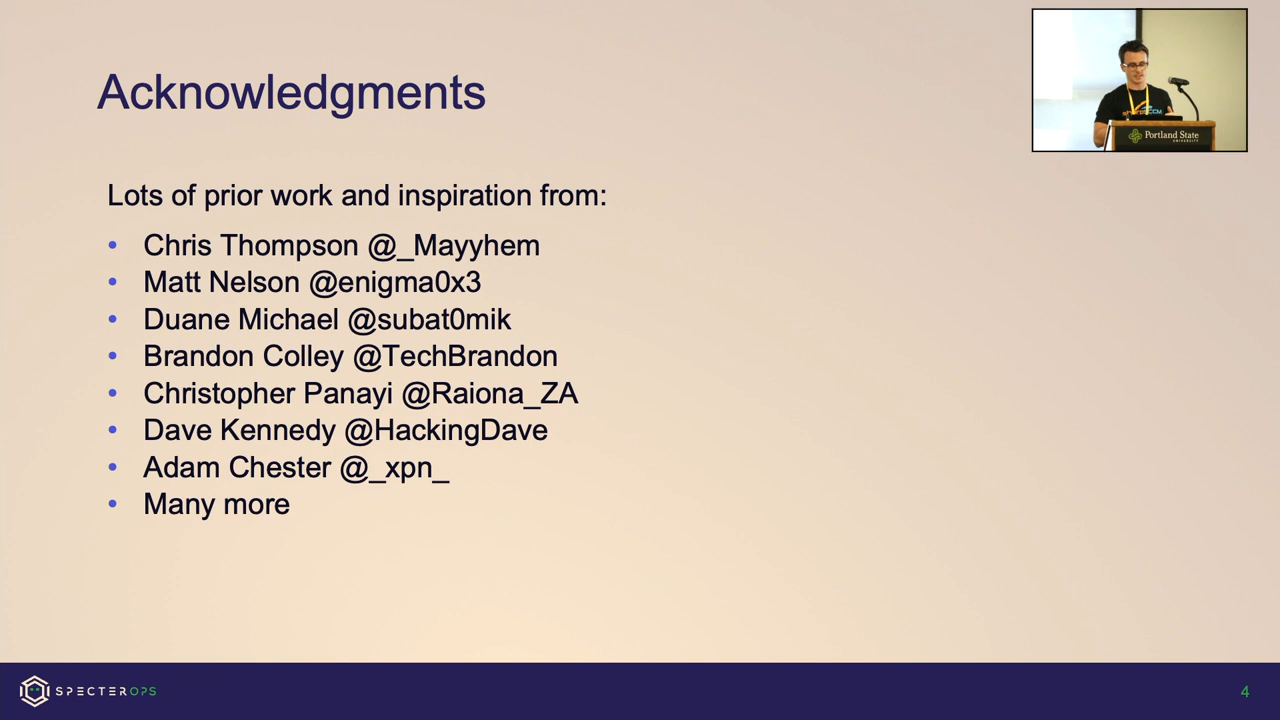 Acknowledgments
Lots of prior work and inspiration from:
• Chris Thompson @_Mayyhem
• Matt Nelson @enigma0x3
• Duane Michael @subat0mik
• Brandon Colley @TechBrandon
• Christopher Panayi @Raiona_ZA
• Dave Kennedy @HackingDave
• Adam Chester @_xpn_
• Many more
Portland State
UNIVERSITY
SPECTEROPS
4